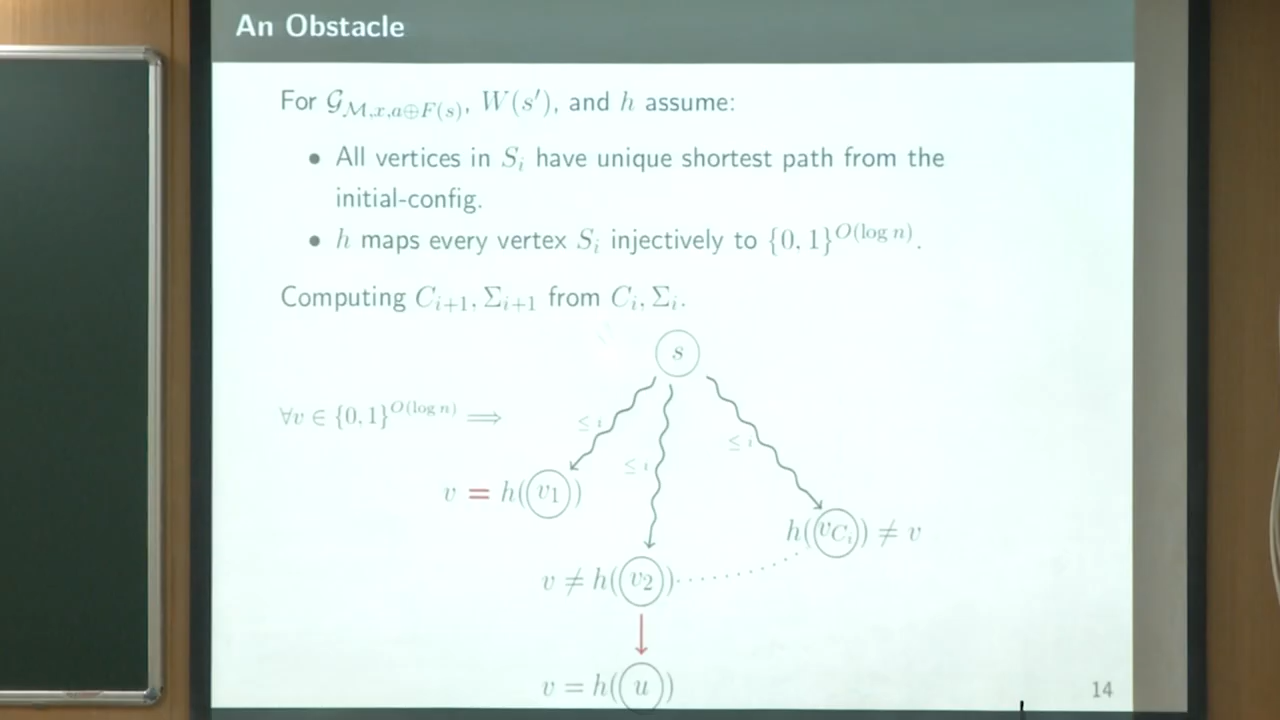 An Obstacle
For 𝒢_{ℳ,x,a⊕F(s)}, W(s′), and h assume:
• All vertices in S_i have unique shortest path from the
initial-config.
• h maps every vertex S_i injectively to {0, 1}^{O(log n)}.
Computing C_{i+1}, Σ_{i+1} from C_i, Σ_i.
s
∀v ∈ {0, 1}^{O(log n)} ⟹
≤ i
≤ i
≤ i
v = h(v_1)
h(v_{C_i}) ≠ v
v ≠ h(v_2)
v = h(u)
14